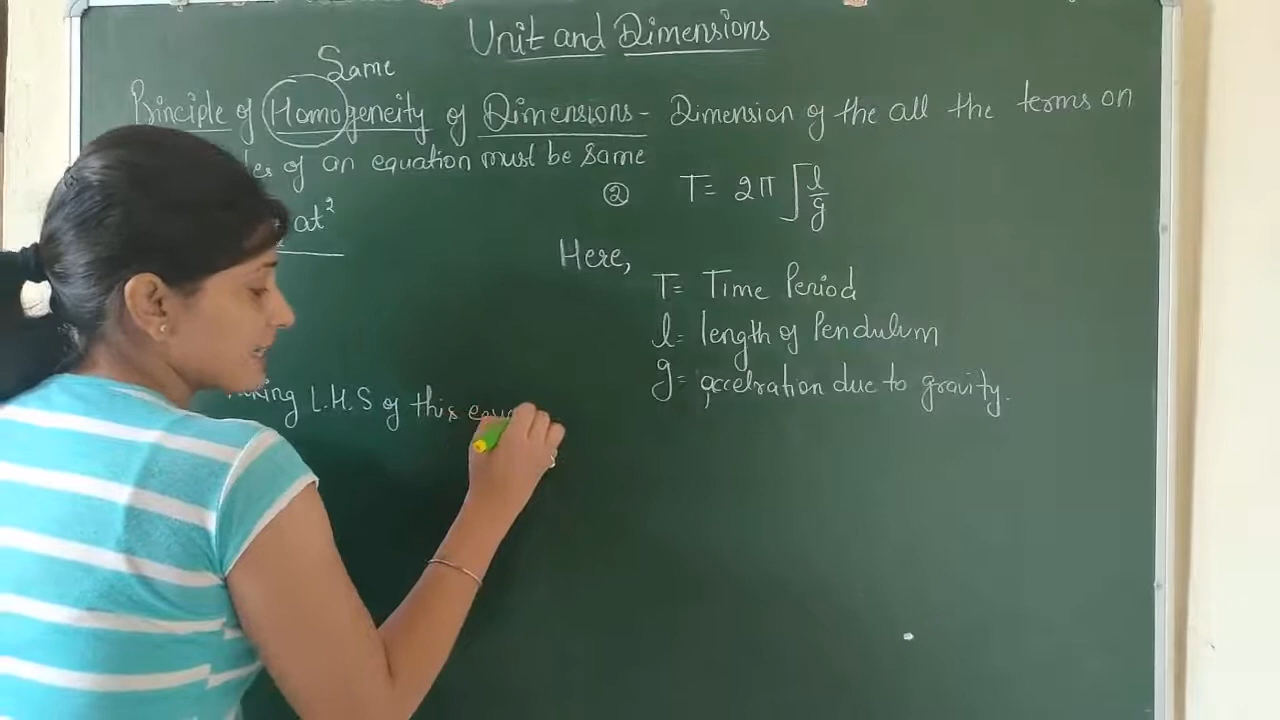 Unit and Dimensions
Same
Principle of Homogeneity of Dimensions - Dimension of the all the terms on
of an equation must be same
at²
② T = 2π √l/g
Here,
T = Time Period
l = length of Pendulum
g = accelration due to gravity.
L.H.S of this